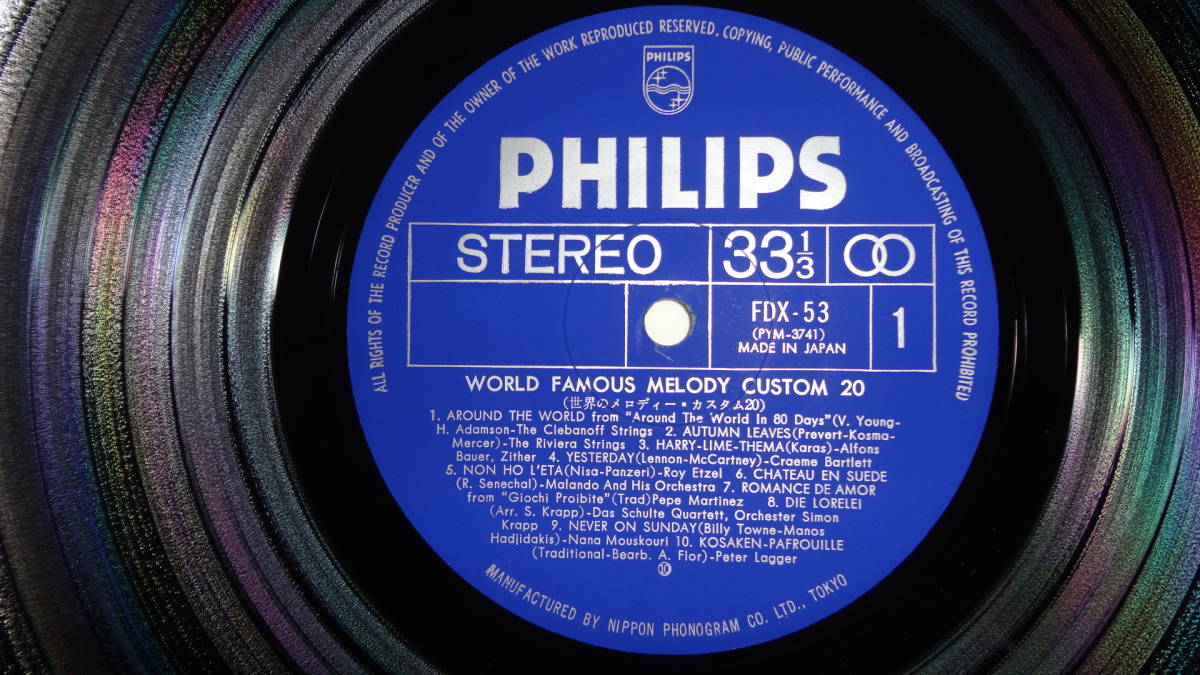 ALL RIGHTS OF THE RECORD PRODUCER AND OF THE OWNER OF THE WORK REPRODUCED RESERVED. COPYING, PUBLIC PERFORMANCE AND BROADCASTING OF THIS RECORD PROHIBITED
PHILIPS
PHILIPS
STEREO
33 1/3
FDX-53
(PYM-3741)
MADE IN JAPAN
1
WORLD FAMOUS MELODY CUSTOM 20
(世界のメロディー・カスタム20)
1. AROUND THE WORLD from "Around The World In 80 Days"(V. Young-
H. Adamson-The Clebanoff Strings 2. AUTUMN LEAVES(Prevert-Kosma-
Mercer)-The Riviera Strings 3. HARRY-LIME-THEMA(Karas)-Alfons
Bauer, Zither 4. YESTERDAY(Lennon-McCartney)-Craeme Bartlett
5. NON HO L'ETA(Nisa-Panzeri)-Roy Etzel 6. CHATEAU EN SUEDE
(R. Senechal)-Malando And His Orchestra 7. ROMANCE DE AMOR
from "Giochi Proibite"(Trad)Pepe Martinez 8. DIE LORELEI
(Arr. S. Krapp)-Das Schulte Quartett, Orchester Simon
Krapp 9. NEVER ON SUNDAY(Billy Towne-Manos
Hadjidakis)-Nana Mouskouri 10. KOSAKEN-PAFROUILLE
(Traditional-Bearb. A. Flor)-Peter Lagger
⑩
MANUFACTURED BY NIPPON PHONOGRAM CO. LTD., TOKYO